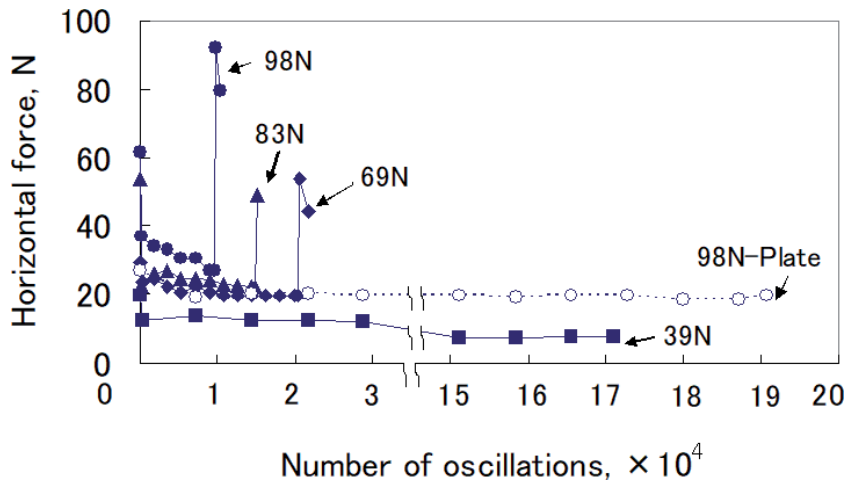 100
80
60
40
20
0
Horizontal force, N
98N
83N
69N
98N-Plate
39N
0 1 2 3 15 16 17 18 19 20
Number of oscillations, ×10⁴